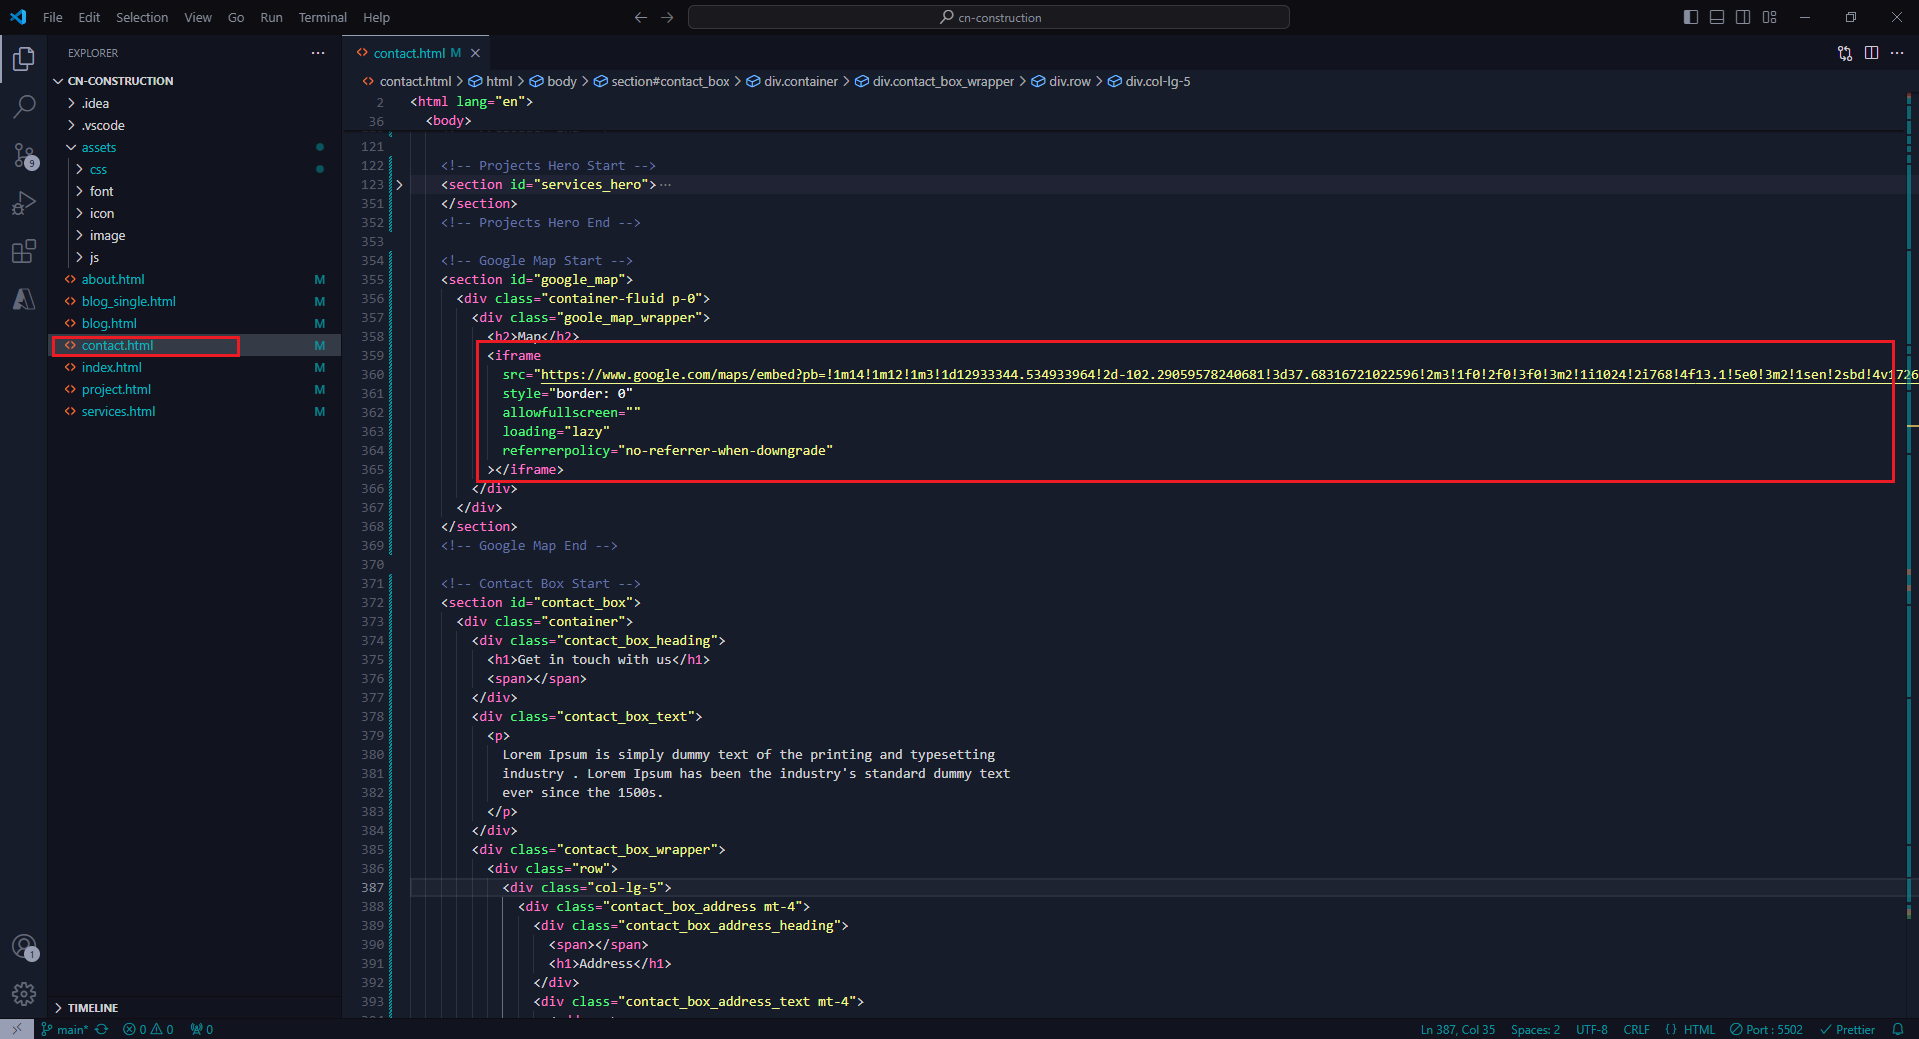 File Edit Selection View Go Run Terminal Help
cn-construction
EXPLORER
CN-CONSTRUCTION
.idea
.vscode
assets
css
font
icon
image
js
about.html M
blog_single.html M
blog.html M
contact.html M
index.html M
project.html M
services.html M
TIMELINE
9
1
contact.html M
contact.html > html > body > section#contact_box > div.container > div.contact_box_wrapper > div.row > div.col-lg-5
2 <html lang="en">
36 <body>
121
122 <!-- Projects Hero Start -->
123 <section id="services_hero">···
351 </section>
352 <!-- Projects Hero End -->
353
354 <!-- Google Map Start -->
355 <section id="google_map">
356 <div class="container-fluid p-0">
357 <div class="goole_map_wrapper">
358 <h2>Map</h2>
359 <iframe
360 src="https://www.google.com/maps/embed?pb=!1m14!1m12!1m3!1d12933344.534933964!2d-102.29059578240681!3d37.68316721022596!2m3!1f0!2f0!3f0!3m2!1i1024!2i768!4f13.1!5e0!3m2!1sen!2sbd!4v1726
361 style="border: 0"
362 allowfullscreen=""
363 loading="lazy"
364 referrerpolicy="no-referrer-when-downgrade"
365 ></iframe>
366 </div>
367 </div>
368 </section>
369 <!-- Google Map End -->
370
371 <!-- Contact Box Start -->
372 <section id="contact_box">
373 <div class="container">
374 <div class="contact_box_heading">
375 <h1>Get in touch with us</h1>
376 <span></span>
377 </div>
378 <div class="contact_box_text">
379 <p>
380 Lorem Ipsum is simply dummy text of the printing and typesetting
381 industry . Lorem Ipsum has been the industry's standard dummy text
382 ever since the 1500s.
383 </p>
384 </div>
385 <div class="contact_box_wrapper">
386 <div class="row">
387 <div class="col-lg-5">
388 <div class="contact_box_address mt-4">
389 <div class="contact_box_address_heading">
390 <span></span>
391 <h1>Address</h1>
392 </div>
393 <div class="contact_box_address_text mt-4">
main* 0 0 0 Ln 387, Col 35 Spaces: 2 UTF-8 CRLF {} HTML Port : 5502 Prettier